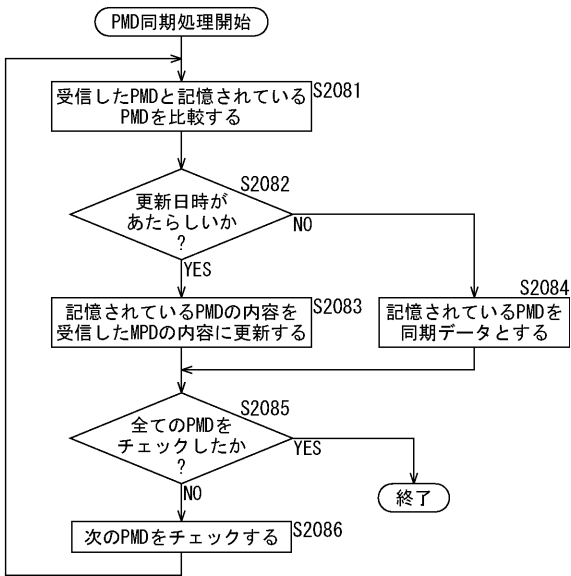 PMD同期処理開始
S2081
受信したPMDと記憶されている
PMDを比較する
S2082
更新日時が
あたらしいか
?
NO
YES
S2083
記憶されているPMDの内容を
受信したMPDの内容に更新する
S2084
記憶されているPMDを
同期データとする
S2085
全てのPMDを
チェックしたか
?
YES
NO
終了
S2086
次のPMDをチェックする